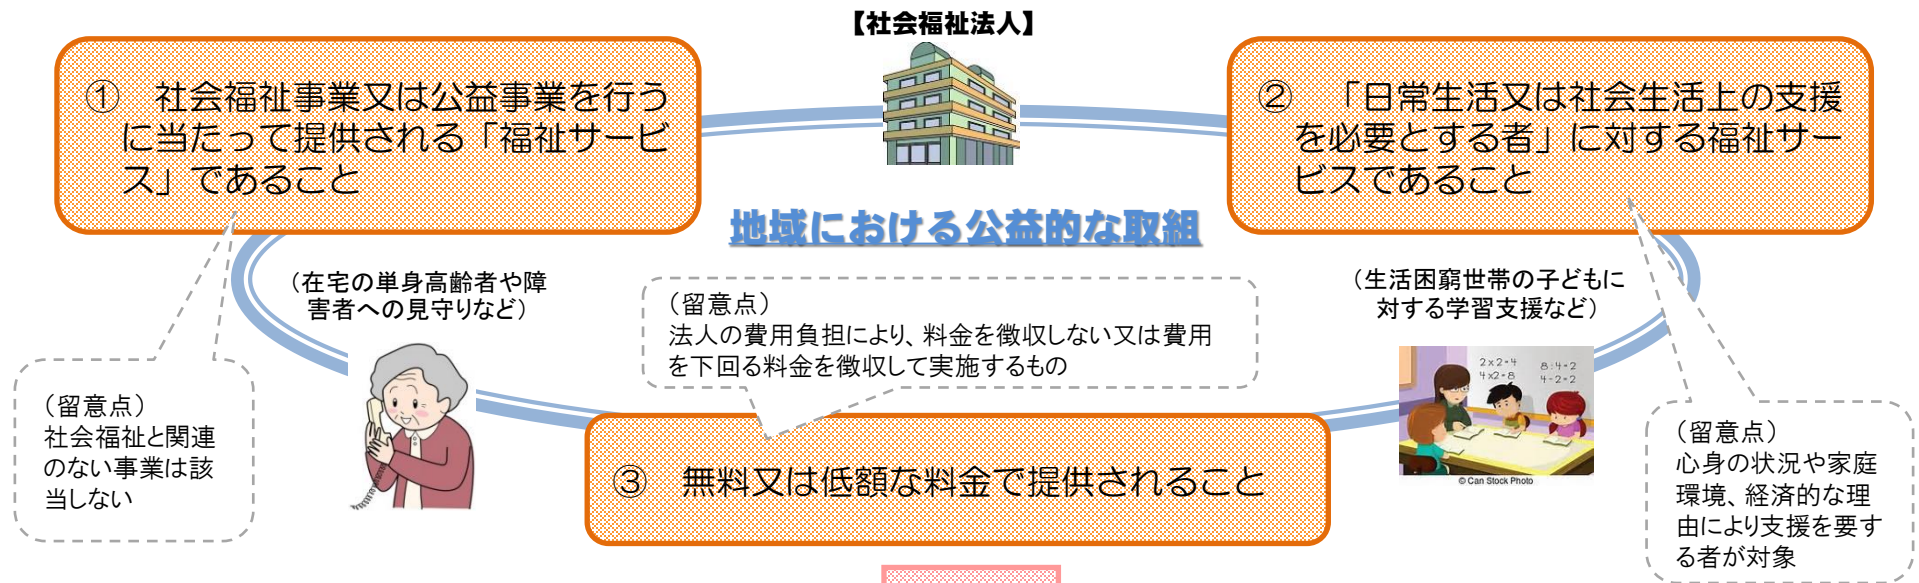 【社会福祉法人】
① 社会福祉事業又は公益事業を行う
に当たって提供される「福祉サービ
ス」であること
② 「日常生活又は社会生活上の支援
を必要とする者」に対する福祉サー
ビスであること
地域における公益的な取組
(在宅の単身高齢者や障
害者への見守りなど)
(留意点)
法人の費用負担により、料金を徴収しない又は費用
を下回る料金を徴収して実施するもの
(生活困窮世帯の子どもに
対する学習支援など)
2x2=4
4x2=8
8:4=2
4-2=2
© Can Stock Photo
(留意点)
社会福祉と関連
のない事業は該
当しない
③ 無料又は低額な料金で提供されること
(留意点)
心身の状況や家庭
環境、経済的な理
由により支援を要す
る者が対象